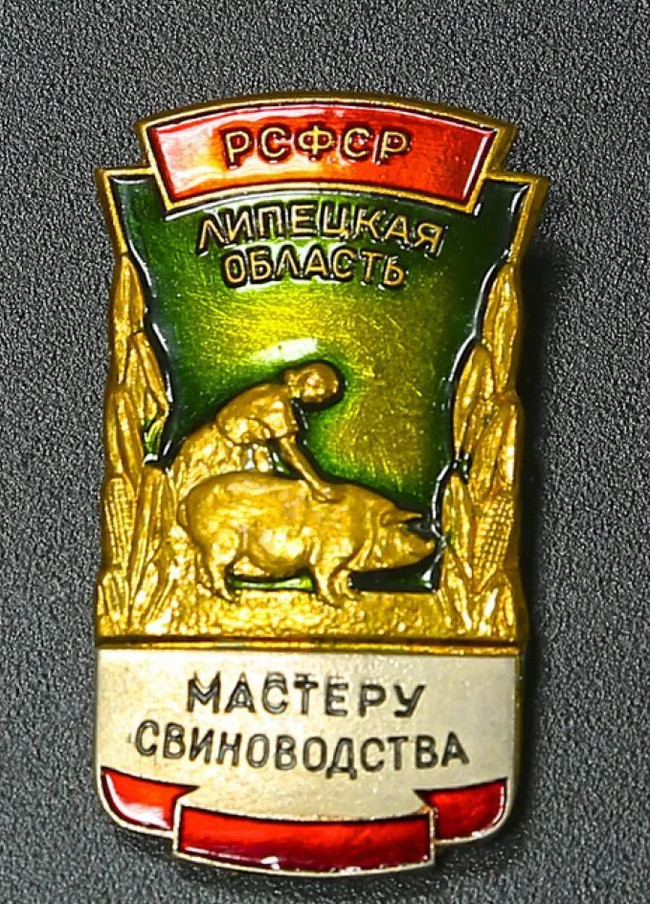 РСФСР
ЛИПЕЦКАЯ
ОБЛАСТЬ
МАСТЕРУ
СВИНОВОДСТВА